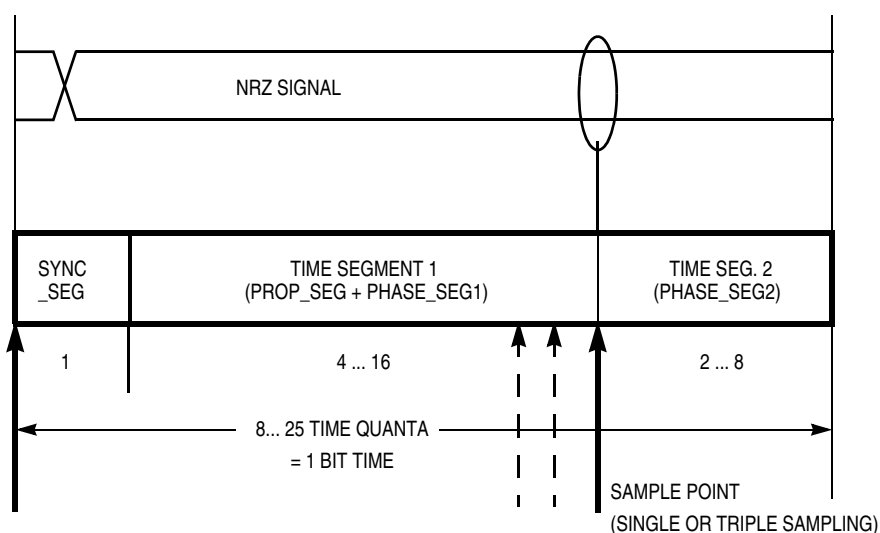 NRZ SIGNAL
SYNC
_SEG
TIME SEGMENT 1
(PROP_SEG + PHASE_SEG1)
TIME SEG. 2
(PHASE_SEG2)
1
4 ... 16
2 ... 8
8... 25 TIME QUANTA
= 1 BIT TIME
SAMPLE POINT
(SINGLE OR TRIPLE SAMPLING)